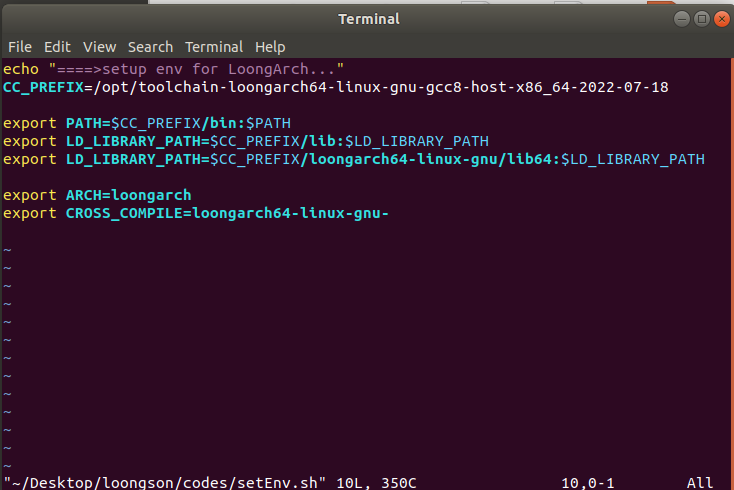 Terminal
File Edit View Search Terminal Help
echo "====>setup env for LoongArch..."
CC_PREFIX=/opt/toolchain-loongarch64-linux-gnu-gcc8-host-x86_64-2022-07-18
export PATH=$CC_PREFIX/bin:$PATH
export LD_LIBRARY_PATH=$CC_PREFIX/lib:$LD_LIBRARY_PATH
export LD_LIBRARY_PATH=$CC_PREFIX/loongarch64-linux-gnu/lib64:$LD_LIBRARY_PATH
export ARCH=loongarch
export CROSS_COMPILE=loongarch64-linux-gnu-
~
~
~
~
~
~
~
~
~
~
~
~
~
"~/Desktop/loongson/codes/setEnv.sh" 10L, 350C 10,0-1 All